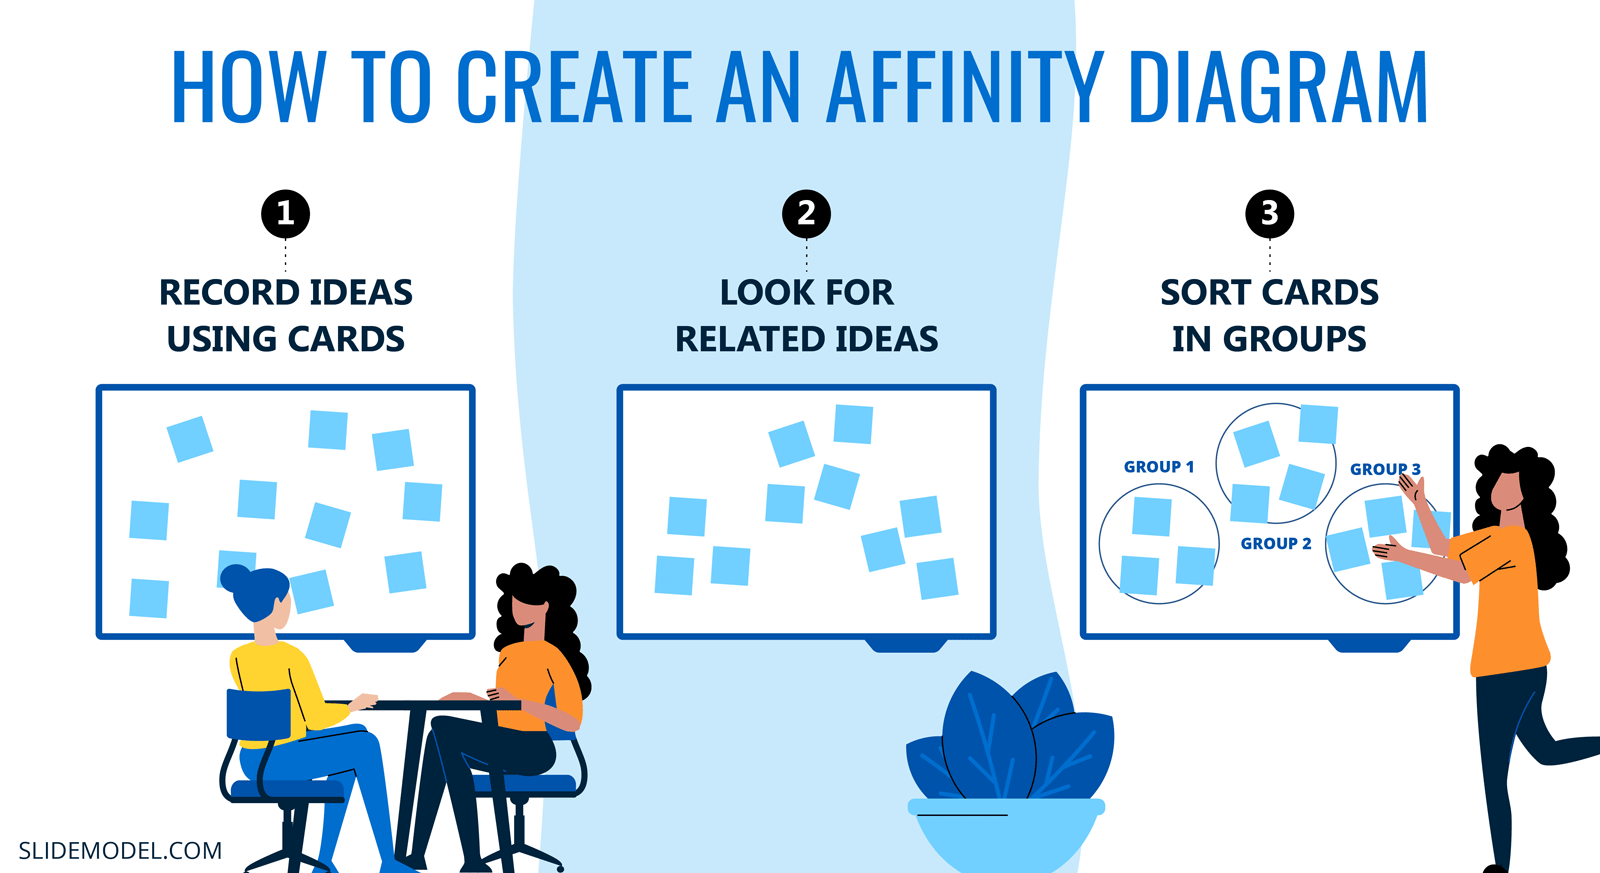 HOW TO CREATE AN AFFINITY DIAGRAM
1
RECORD IDEAS
USING CARDS
2
LOOK FOR
RELATED IDEAS
3
SORT CARDS
IN GROUPS
GROUP 1
GROUP 2
GROUP 3
SLIDEMODEL.COM